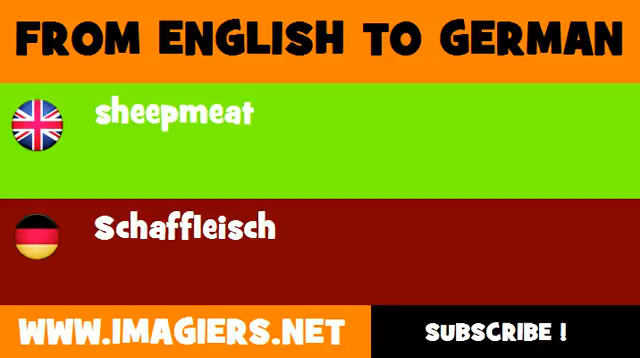 FROM ENGLISH TO GERMAN
sheepmeat
Schaffleisch
WWW.IMAGIERS.NET
SUBSCRIBE !